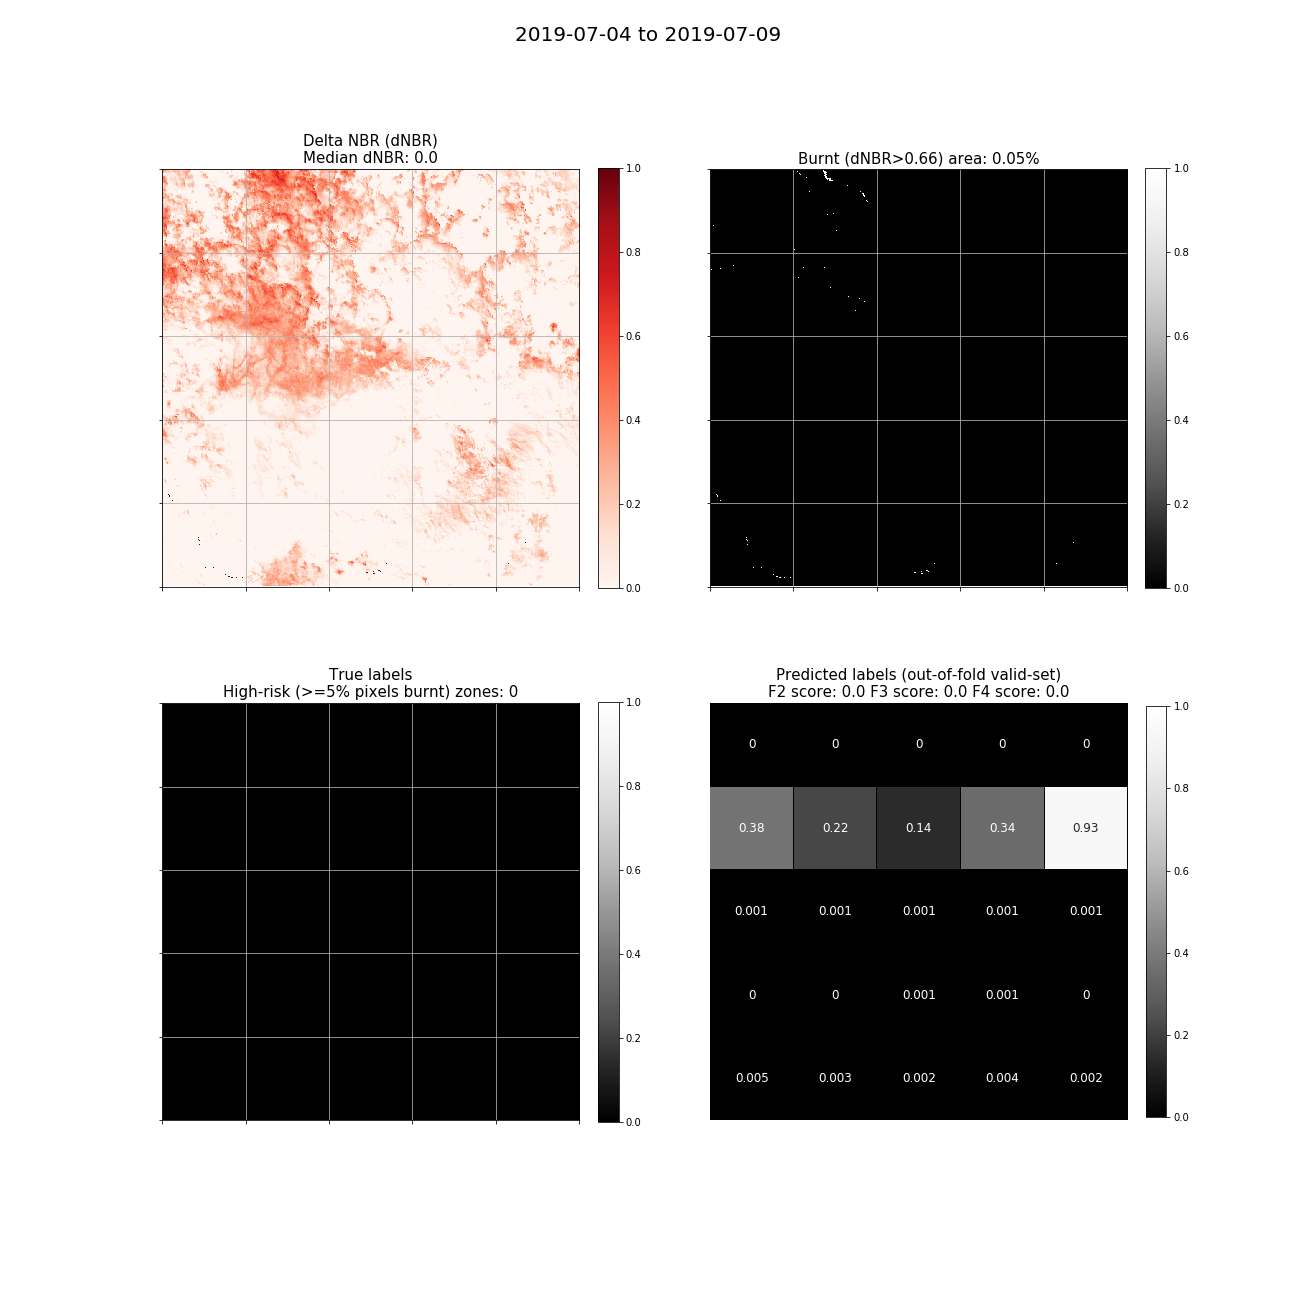 2019-07-04 to 2019-07-09
Delta NBR (dNBR)
Median dNBR: 0.0
1.0
0.8
0.6
0.4
0.2
0.0
Burnt (dNBR>0.66) area: 0.05%
1.0
0.8
0.6
0.4
0.2
0.0
True labels
High-risk (>=5% pixels burnt) zones: 0
1.0
0.8
0.6
0.4
0.2
0.0
Predicted labels (out-of-fold valid-set)
F2 score: 0.0 F3 score: 0.0 F4 score: 0.0
0 0 0 0 0
0.38 0.22 0.14 0.34 0.93
0.001 0.001 0.001 0.001 0.001
0 0 0.001 0.001 0
0.005 0.003 0.002 0.004 0.002
1.0
0.8
0.6
0.4
0.2
0.0